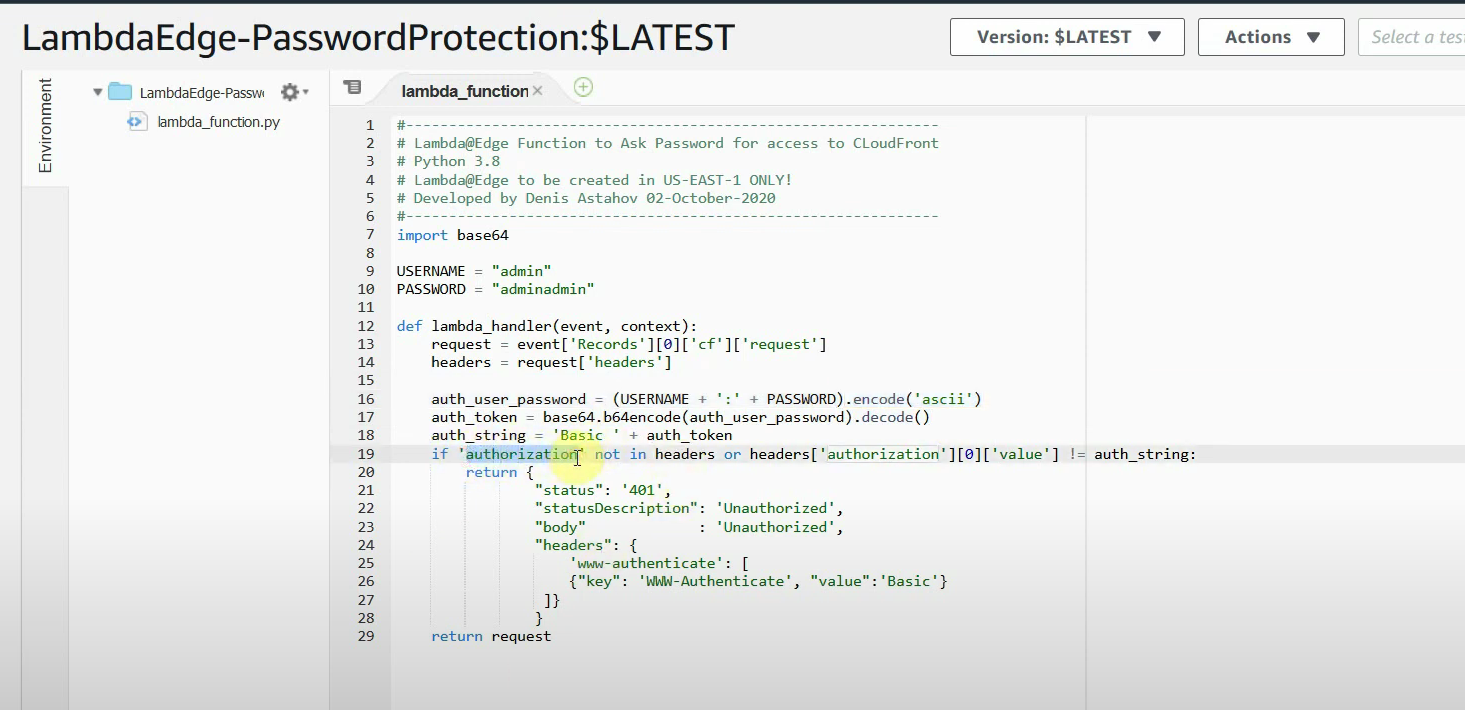 LambdaEdge-PasswordProtection:$LATEST
Version: $LATEST
Actions
Select a
Environment
lambda_function.py
lambda_function
1 #--------------------------------------------------------------
2 # Lambda@Edge Function to Ask Password for access to CLoudFront
3 # Python 3.8
4 # Lambda@Edge to be created in US-EAST-1 ONLY!
5 # Developed by Denis Astahov 02-October-2020
6 #--------------------------------------------------------------
7 import base64
8
9 USERNAME = "admin"
10 PASSWORD = "adminadmin"
11
12 def lambda_handler(event, context):
13     request = event['Records'][0]['cf']['request']
14     headers = request['headers']
15
16     auth_user_password = (USERNAME + ':' + PASSWORD).encode('ascii')
17     auth_token = base64.b64encode(auth_user_password).decode()
18     auth_string = 'Basic ' + auth_token
19     if 'authorization' not in headers or headers['authorization'][0]['value'] != auth_string:
20         return {
21                 "status": '401',
22                 "statusDescription": 'Unauthorized',
23                 "body"             : 'Unauthorized',
24                 "headers": {
25                     'www-authenticate': [
26                     {"key": 'WWW-Authenticate', "value":'Basic'}
27                  ]}
28                 }
29     return request